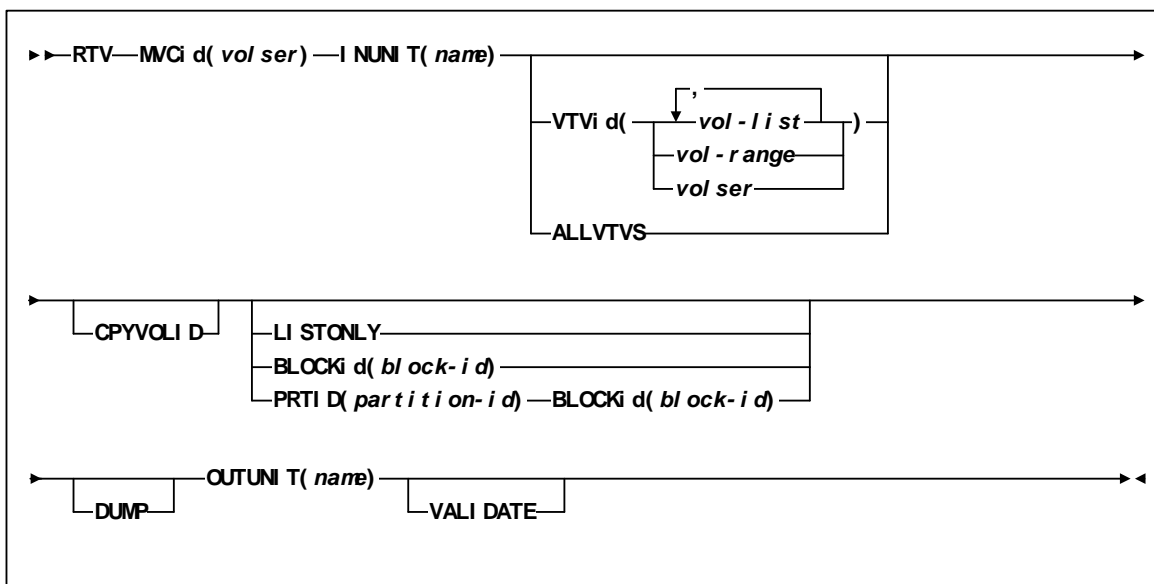 RTV MVCid(volser) INUNIT(name)
,
VTVid( vol-list )
vol-range
volser
ALLVTVS
CPYVOLID LISTONLY
BLOCKid(block-id)
PRTID(partition-id) BLOCKid(block-id)
OUTUNIT(name)
DUMP VALIDATE